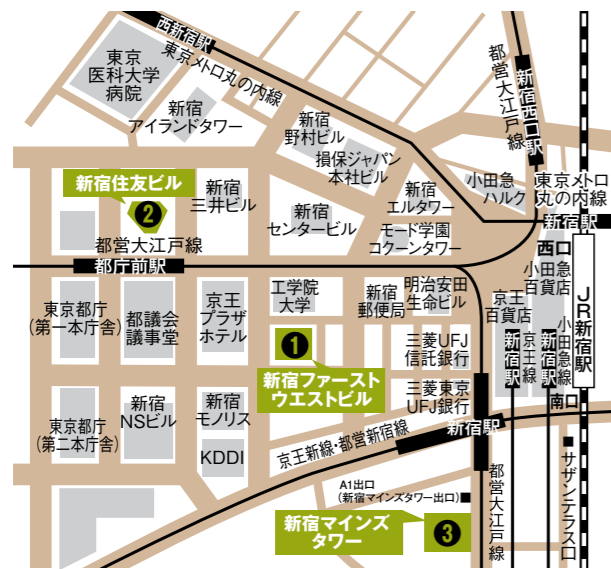 西新宿駅
東京メトロ丸の内線
東京
医科大学
病院
新宿
アイランドタワー
新宿
野村ビル
損保ジャパン
本社ビル
都営大江戸線
新宿西口駅
新宿住友ビル
2
新宿
三井ビル
新宿
センタービル
新宿
エルタワー
モード学園
コクーンタワー
小田急
ハルク
東京メトロ
丸の内線
新宿駅
西口
小田急
百貨店
都営大江戸線
都庁前駅
東京都庁
(第一本庁舎)
都議会
議事堂
京王
プラザ
ホテル
工学院
大学
新宿
郵便局
明治安田
生命ビル
京王
百貨店
JR新宿駅
1
新宿ファースト
ウエストビル
三菱UFJ
信託銀行
三菱東京
UFJ銀行
新宿駅
京王線
新宿駅
小田急線
南口
東京都庁
(第二本庁舎)
新宿
NSビル
新宿
モノリス
KDDI
京王新線・都営新宿線
新宿駅
A1出口
(新宿マインズタワー出口)■
新宿マインズ
タワー
3
都営大江戸線
■サザンテラス口